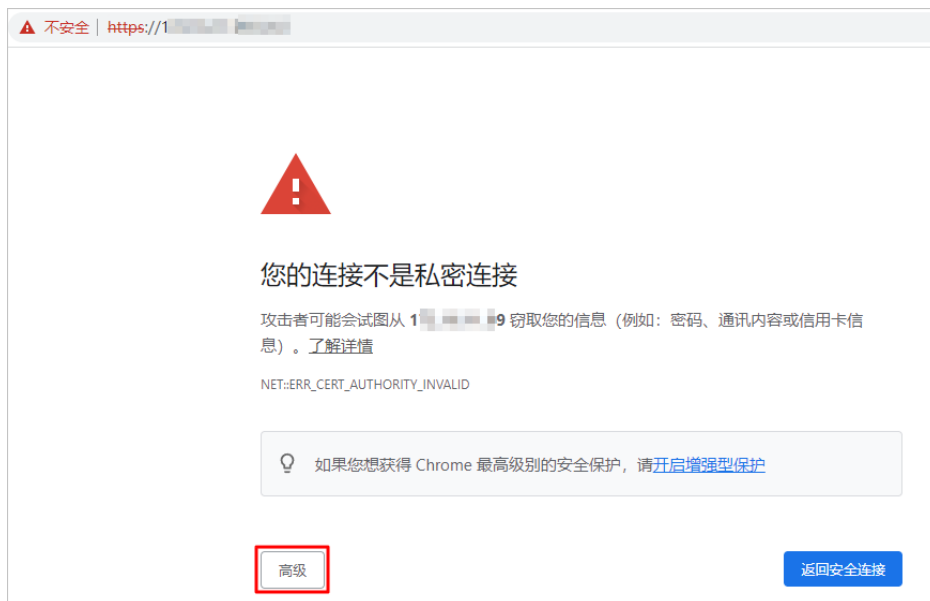 不安全 | https://1
您的连接不是私密连接
攻击者可能会试图从 1 9 窃取您的信息（例如：密码、通讯内容或信用卡信
息）。了解详情
NET::ERR_CERT_AUTHORITY_INVALID
如果您想获得 Chrome 最高级别的安全保护，请开启增强型保护
高级
返回安全连接